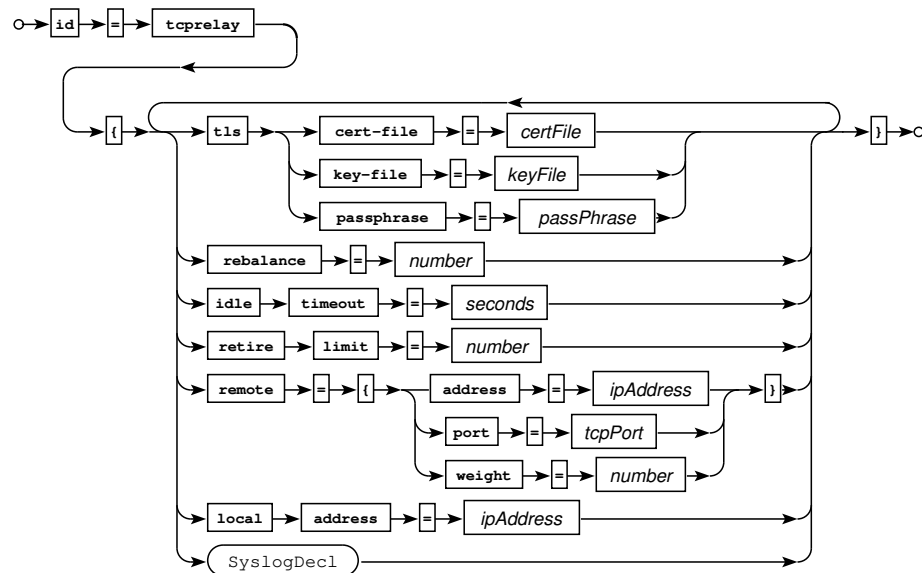 id = tcprelay
{ tls cert-file = certFile }
key-file = keyFile
passphrase = passPhrase
rebalance = number
idle timeout = seconds
retire limit = number
remote = { address = ipAddress }
port = tcpPort
weight = number
local address = ipAddress
SyslogDecl